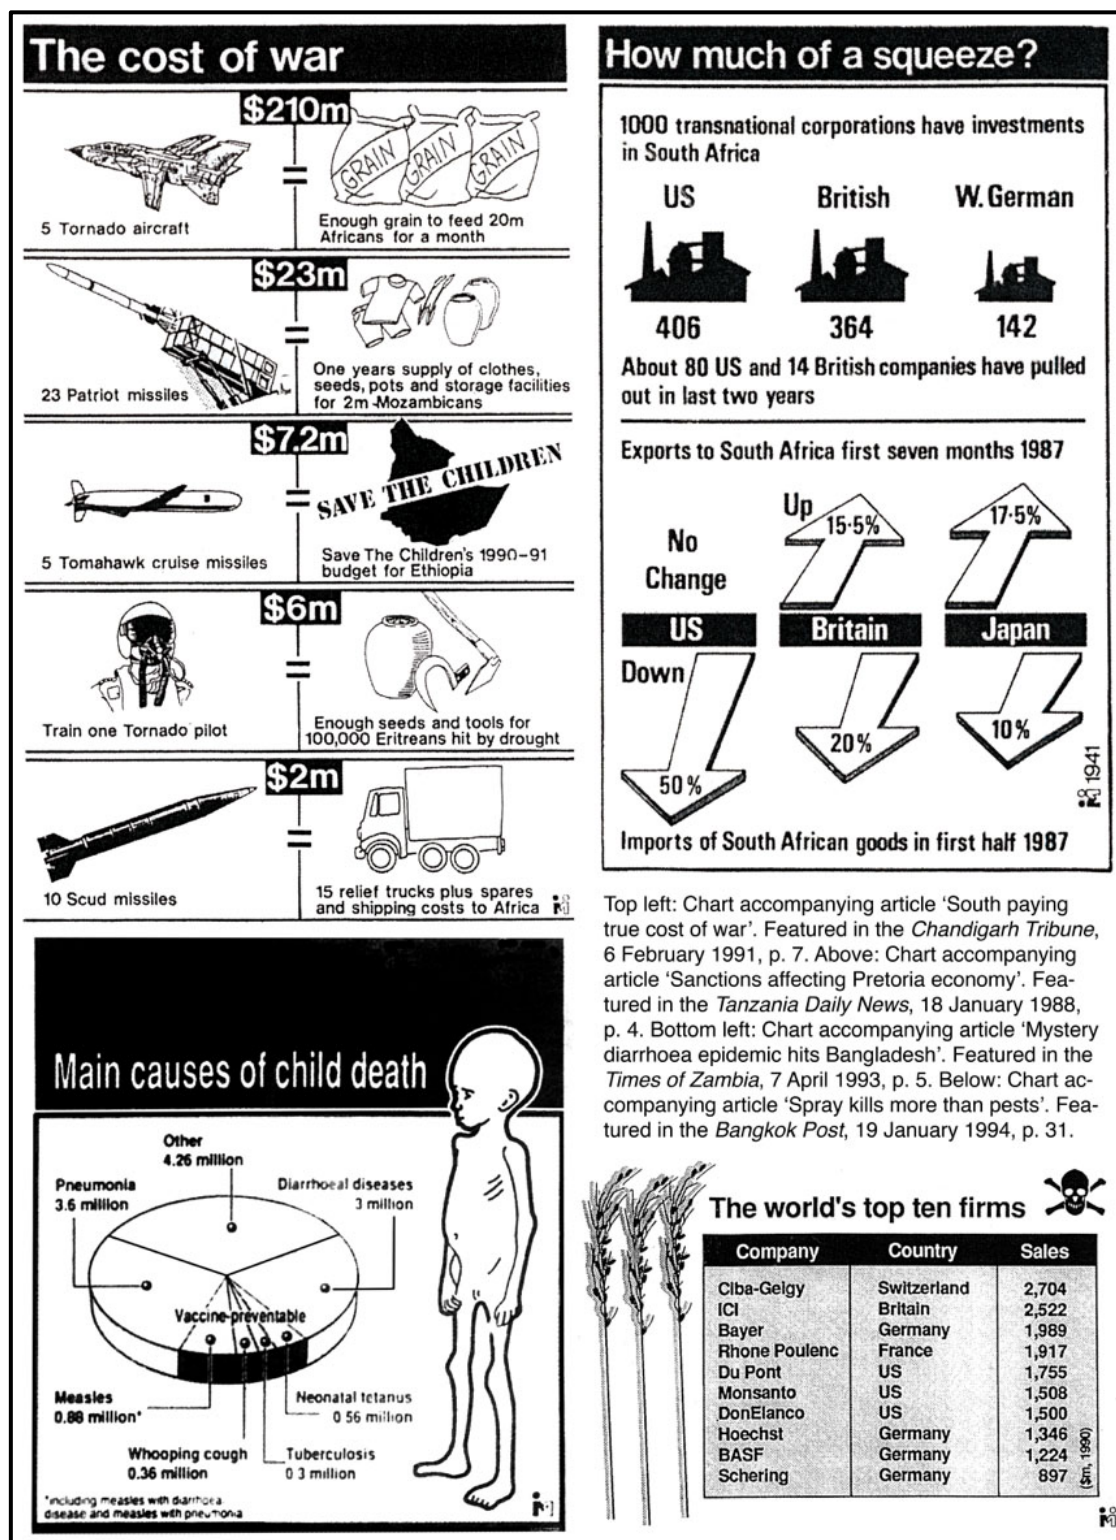 The cost of war
$210m
GRAIN GRAIN GRAIN
=
5 Tornado aircraft
Enough grain to feed 20m
Africans for a month
$23m
=
23 Patriot missiles
One years supply of clothes,
seeds, pots and storage facilities
for 2m Mozambicans
$7.2m
SAVE THE CHILDREN
=
5 Tomahawk cruise missiles
Save The Children's 1990-91
budget for Ethiopia
$6m
=
Train one Tornado pilot
Enough seeds and tools for
100,000 Eritreans hit by drought
$2m
=
10 Scud missiles
15 relief trucks plus spares
and shipping costs to Africa
How much of a squeeze?
1000 transnational corporations have investments
in South Africa
US British W. German
406 364 142
About 80 US and 14 British companies have pulled
out in last two years
Exports to South Africa first seven months 1987
Up
15·5% 17·5%
No
Change
US Britain Japan
Down
50% 20% 10%
1941
Imports of South African goods in first half 1987
Top left: Chart accompanying article ‘South paying
true cost of war’. Featured in the Chandigarh Tribune,
6 February 1991, p. 7. Above: Chart accompanying
article ‘Sanctions affecting Pretoria economy’. Fea-
tured in the Tanzania Daily News, 18 January 1988,
p. 4. Bottom left: Chart accompanying article ‘Mystery
diarrhoea epidemic hits Bangladesh’. Featured in the
Times of Zambia, 7 April 1993, p. 5. Below: Chart ac-
companying article ‘Spray kills more than pests’. Fea-
tured in the Bangkok Post, 19 January 1994, p. 31.
Main causes of child death
Other
4.26 million
Pneumonia
3.6 million
Diarrhoeal diseases
3 million
Vaccine-preventable
Measles
0.88 million*
Neonatal tetanus
0 56 million
Whooping cough
0.36 million
Tuberculosis
0 3 million
*including measles with diarrhoea
disease and measles with pneumonia
The world's top ten firms
Company Country Sales
Ciba-Geigy Switzerland 2,704
ICI Britain 2,522
Bayer Germany 1,989
Rhone Poulenc France 1,917
Du Pont US 1,755
Monsanto US 1,508
DonElanco US 1,500
Hoechst Germany 1,346
BASF Germany 1,224
Schering Germany 897
($m, 1990)